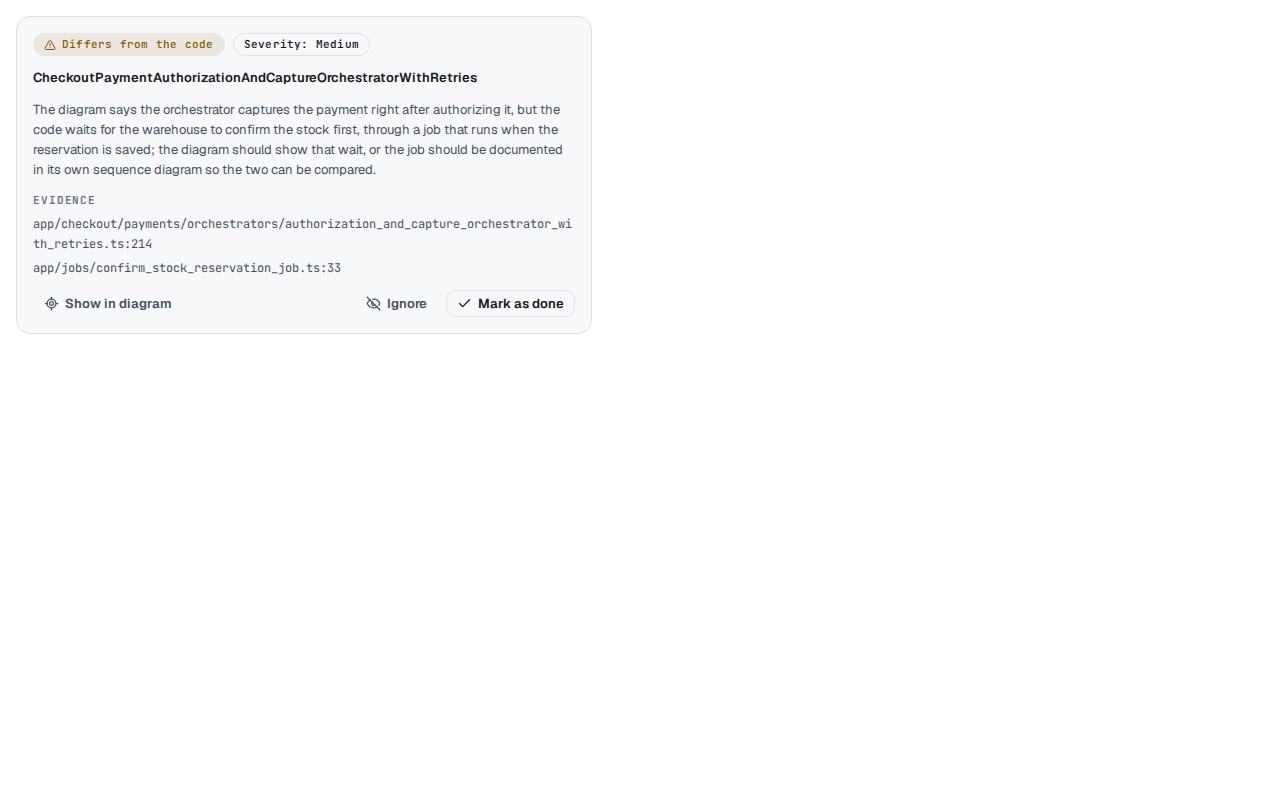 Differs from the code
Severity: Medium
CheckoutPaymentAuthorizationAndCaptureOrchestratorWithRetries
The diagram says the orchestrator captures the payment right after authorizing it, but the
code waits for the warehouse to confirm the stock first, through a job that runs when the
reservation is saved; the diagram should show that wait, or the job should be documented
in its own sequence diagram so the two can be compared.
EVIDENCE
app/checkout/payments/orchestrators/authorization_and_capture_orchestrator_wi
th_retries.ts:214
app/jobs/confirm_stock_reservation_job.ts:33
Show in diagram
Ignore
Mark as done